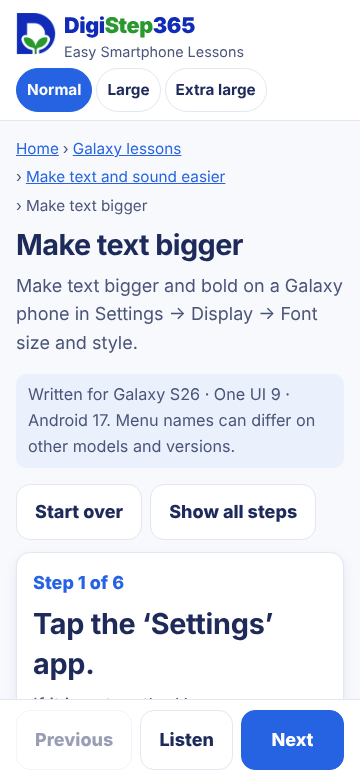 DigiStep365
Easy Smartphone Lessons
Normal
Large
Extra large
Home › Galaxy lessons
› Make text and sound easier
› Make text bigger
Make text bigger
Make text bigger and bold on a Galaxy
phone in Settings → Display → Font
size and style.
Written for Galaxy S26 · One UI 9 ·
Android 17. Menu names can differ on
other models and versions.
Start over
Show all steps
Step 1 of 6
Tap the ‘Settings’
app.
Previous
Listen
Next